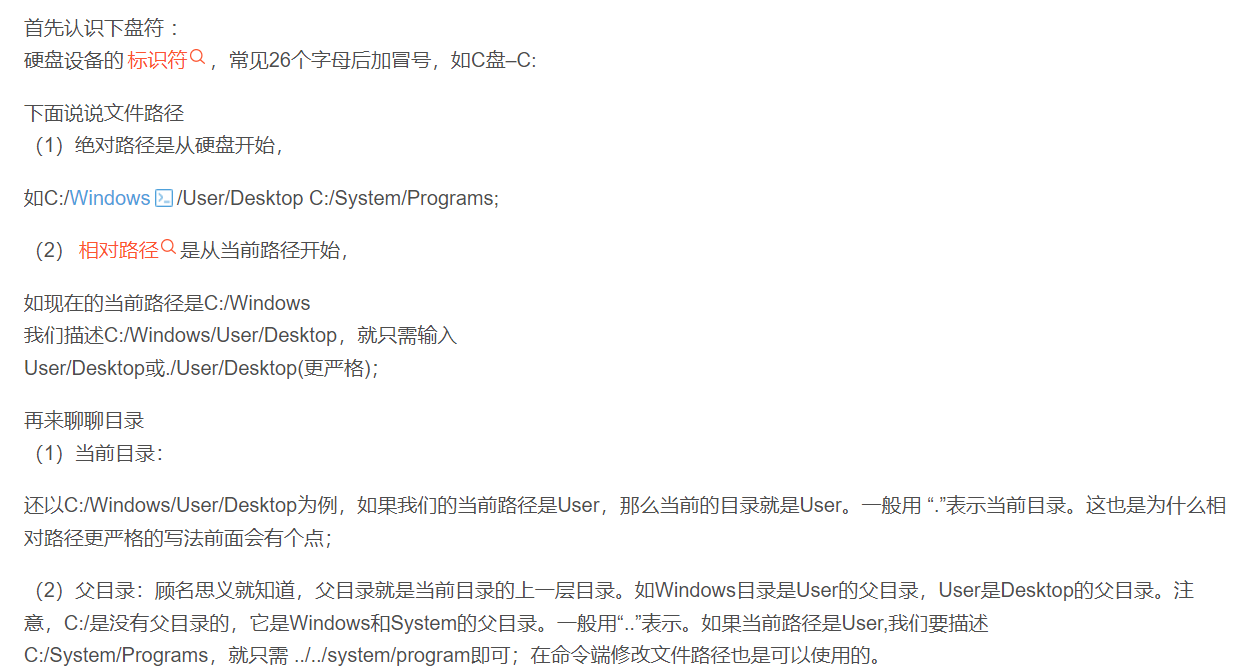 首先认识下盘符：
硬盘设备的 标识符，常见26个字母后加冒号，如C盘–C:
下面说说文件路径
（1）绝对路径是从硬盘开始，
如C:/Windows/User/Desktop C:/System/Programs;
（2） 相对路径是从当前路径开始，
如现在的当前路径是C:/Windows
我们描述C:/Windows/User/Desktop，就只需输入
User/Desktop或./User/Desktop(更严格)；
再来聊聊目录
（1）当前目录：
还以C:/Windows/User/Desktop为例，如果我们的当前路径是User，那么当前的目录就是User。一般用 “.”表示当前目录。这也是为什么相
对路径更严格的写法前面会有个点；
（2）父目录：顾名思义就知道，父目录就是当前目录的上一层目录。如Windows目录是User的父目录，User是Desktop的父目录。注
意，C:/是没有父目录的，它是Windows和System的父目录。一般用“..”表示。如果当前路径是User,我们要描述
C:/System/Programs，就只需 ../../system/program即可；在命令端修改文件路径也是可以使用的。